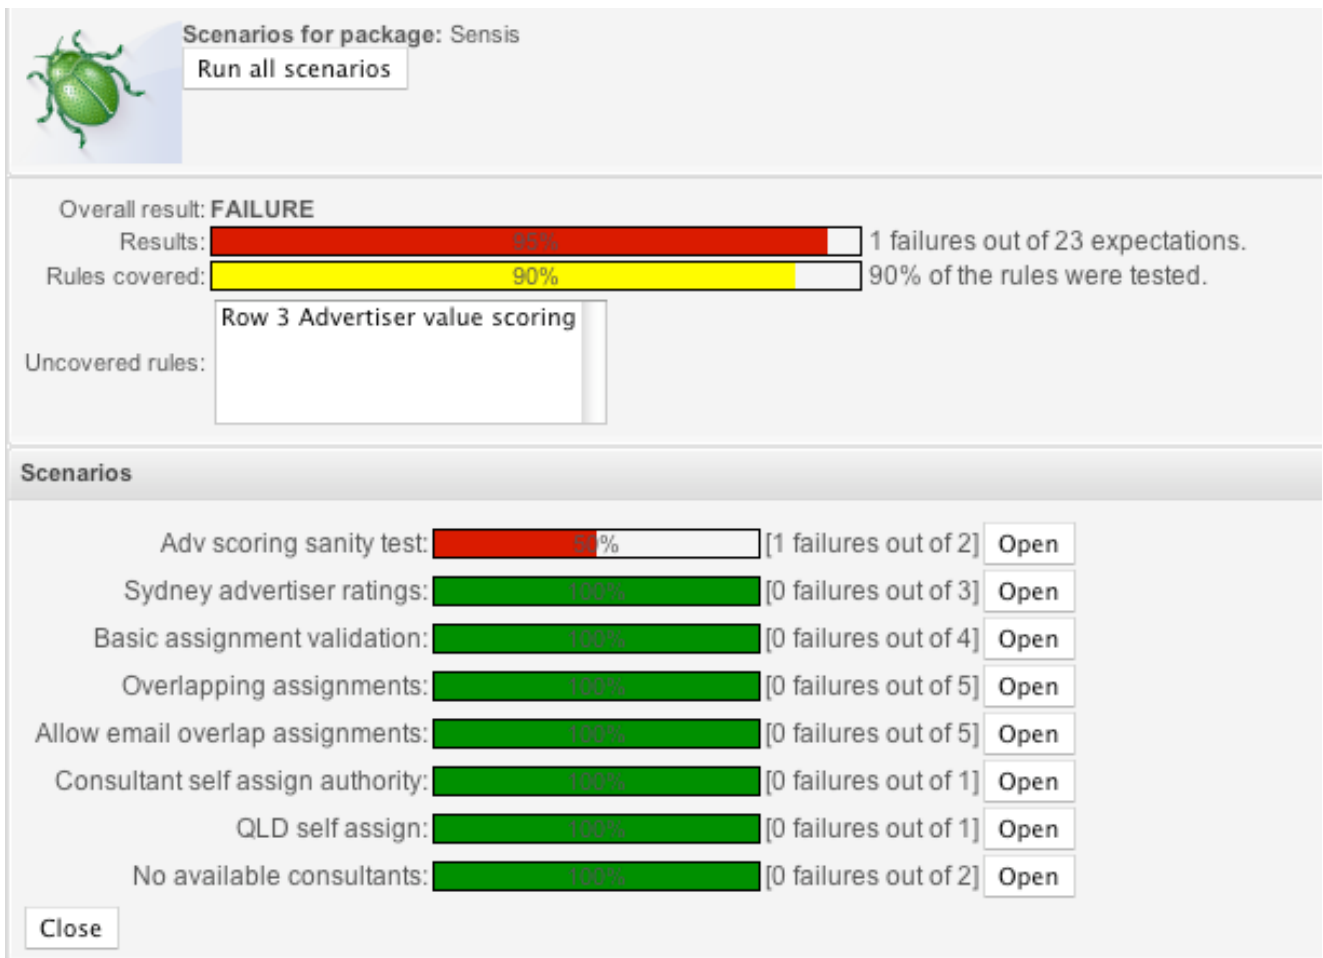 Scenarios for package: Sensis
Run all scenarios
Overall result: FAILURE
Results: 95% 1 failures out of 23 expectations.
Rules covered: 90% 90% of the rules were tested.
Row 3 Advertiser value scoring
Uncovered rules:
Scenarios
Adv scoring sanity test: 50% [1 failures out of 2] Open
Sydney advertiser ratings: 100% [0 failures out of 3] Open
Basic assignment validation: 100% [0 failures out of 4] Open
Overlapping assignments: 100% [0 failures out of 5] Open
Allow email overlap assignments: 100% [0 failures out of 5] Open
Consultant self assign authority: 100% [0 failures out of 1] Open
QLD self assign: 100% [0 failures out of 1] Open
No available consultants: 100% [0 failures out of 2] Open
Close